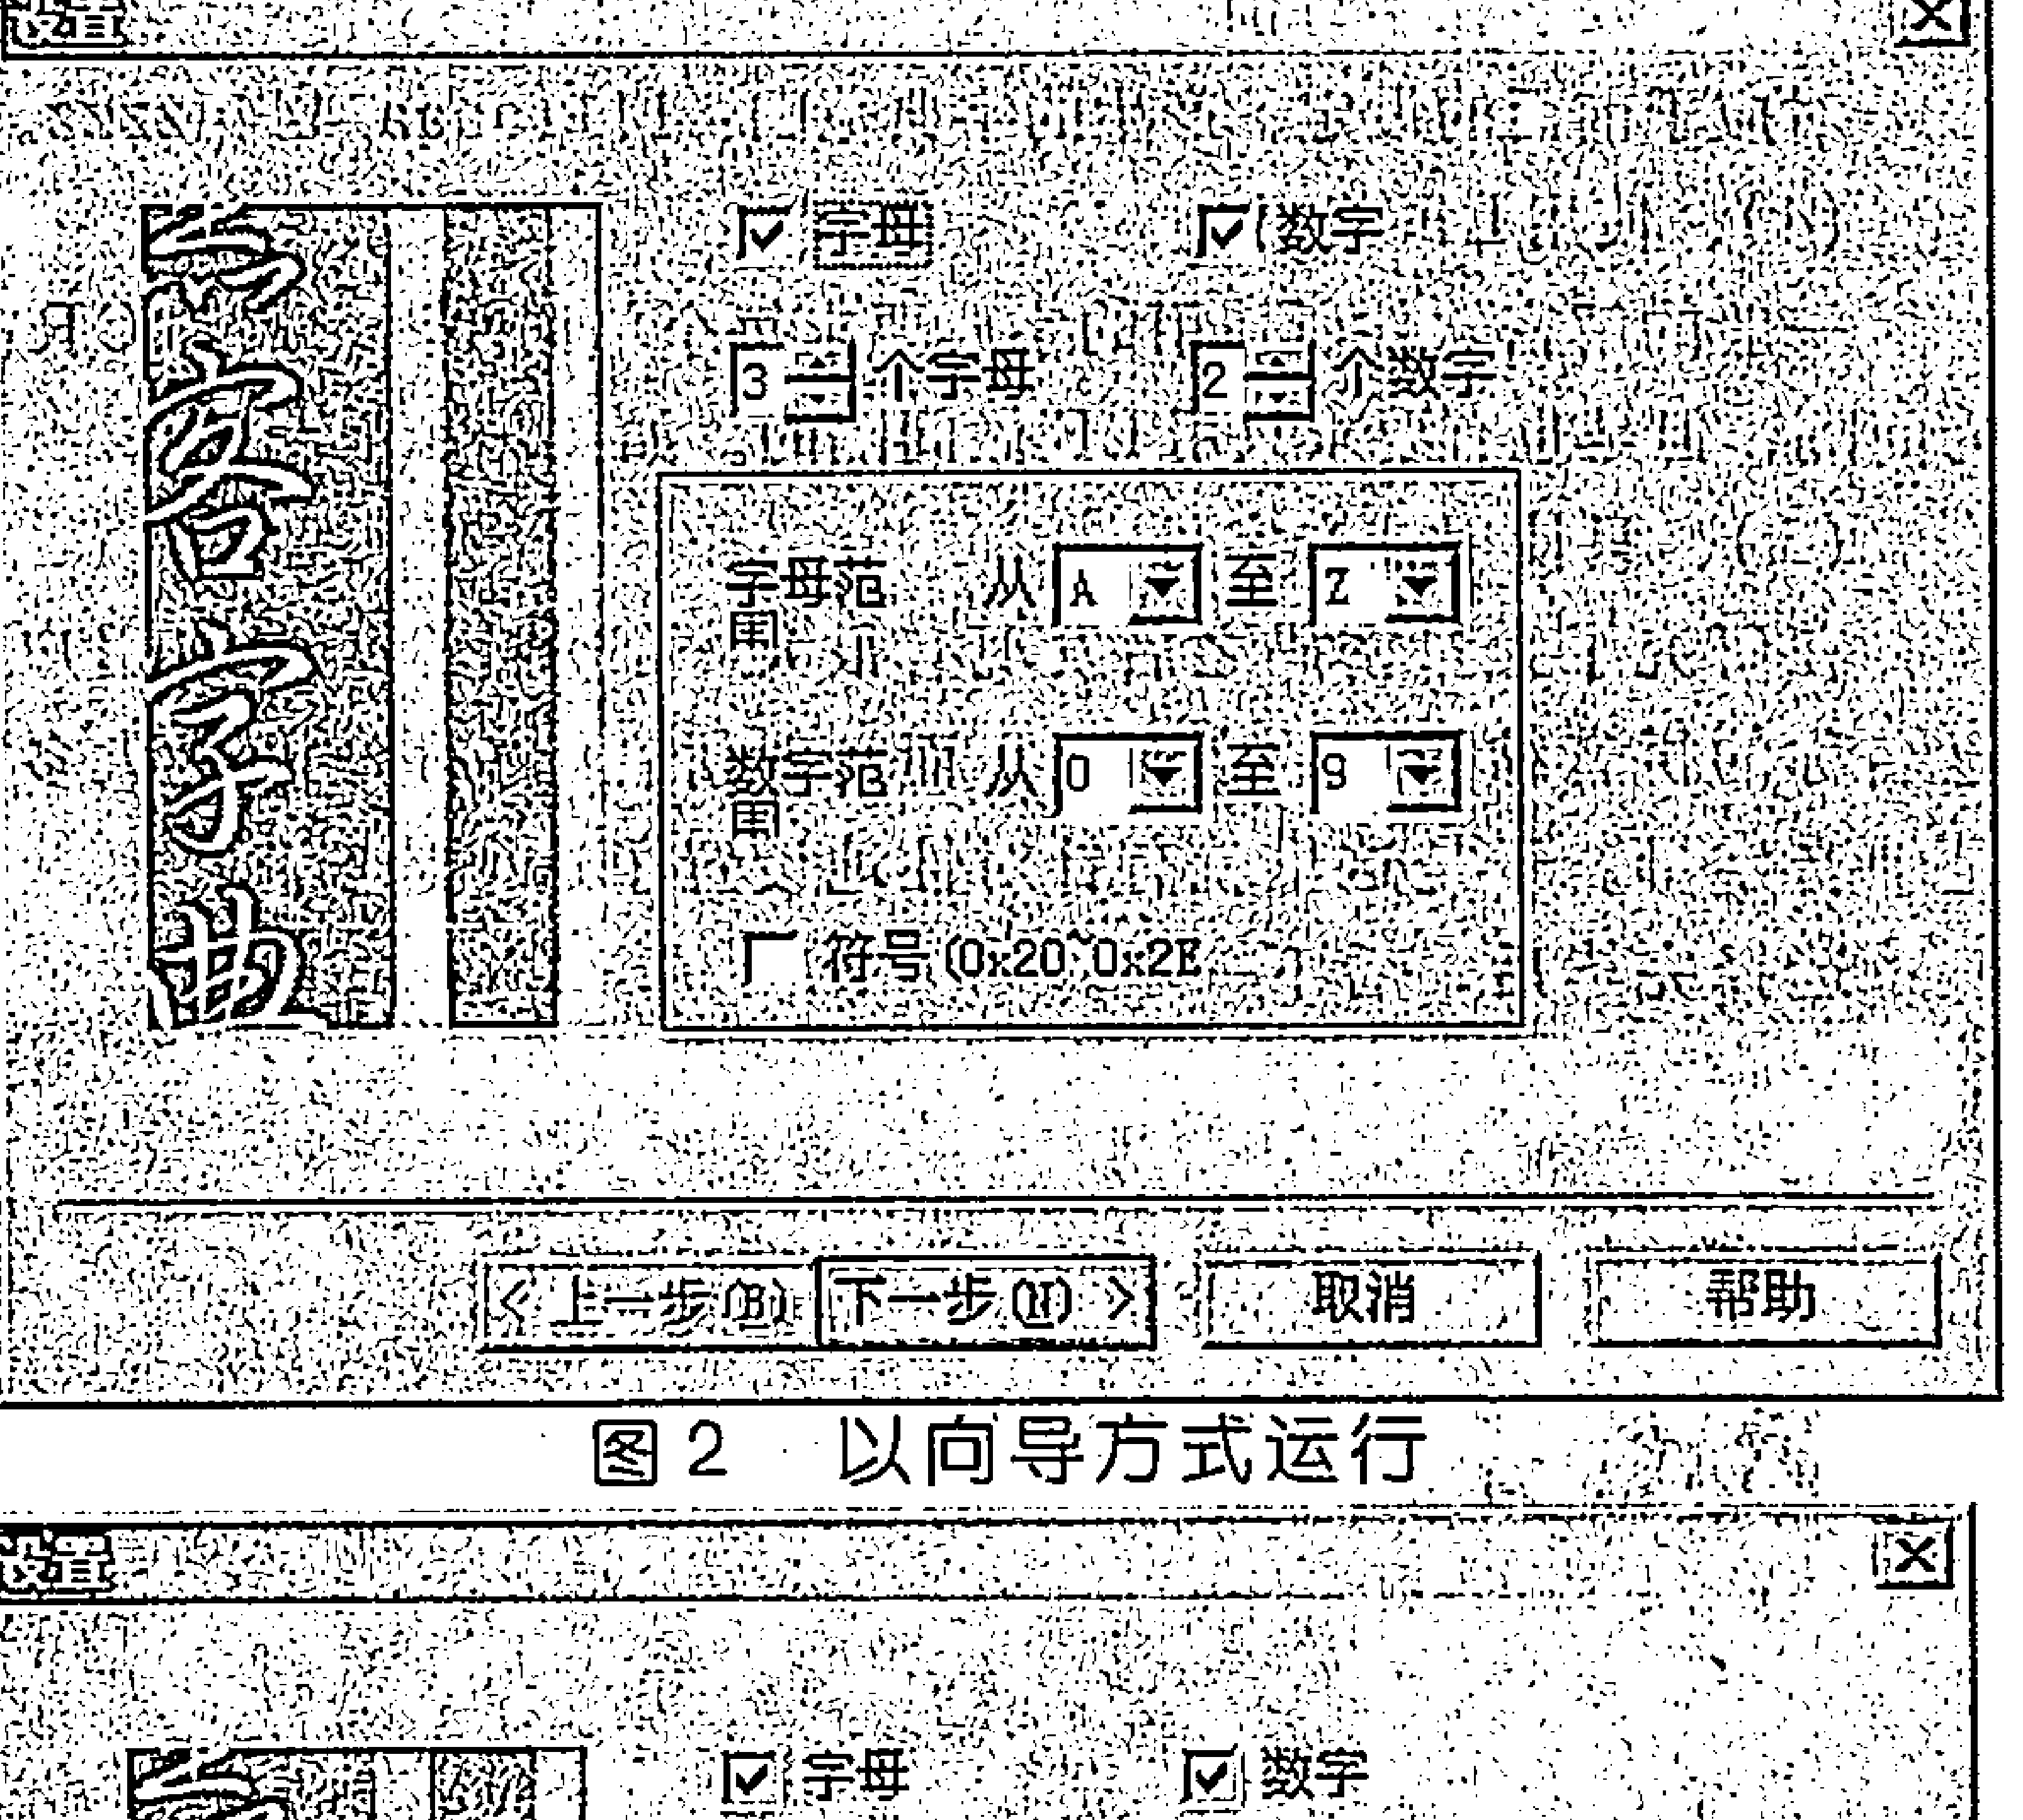 设置
☑ 字母 ☑ 数字
3 个字母 2 个数字
字母范围 从 A 至 Z
数字范围 从 0 至 9
符号(0x20~0x2E
客字典
< 上一步(B) 下一步(N) > 取消 帮助
图2 以向导方式运行
设置
☑ 字母 ☑ 数字